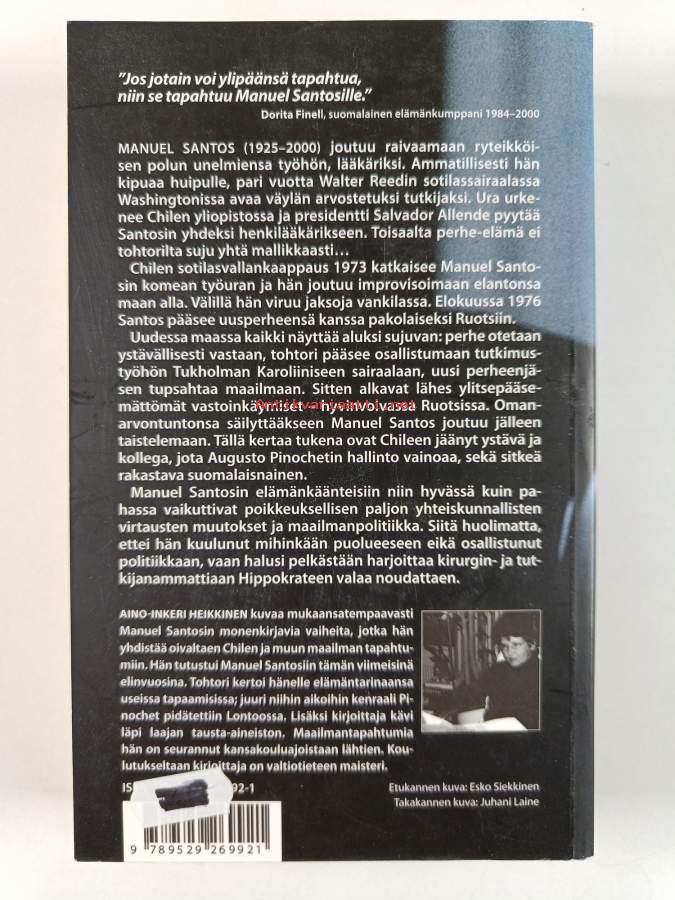 ”Jos jotain voi ylipäänsä tapahtua,
niin se tapahtuu Manuel Santosille.”
Dorita Finell, suomalainen elämänkumppani 1984–2000
MANUEL SANTOS (1925–2000) joutuu raivaamaan ryteikköi-
sen polun unelmiensa työhön, lääkäriksi. Ammatillisesti hän
kipuaa huipulle, pari vuotta Walter Reedin sotilassairaalassa
Washingtonissa avaa väylän arvostetuksi tutkijaksi. Ura urke-
nee Chilen yliopistossa ja presidentti Salvador Allende pyytää
Santosin yhdeksi henkilääkärikseen. Toisaalta perhe-elämä ei
tohtorilta suju yhtä mallikkaasti…
Chilen sotilasvallankaappaus 1973 katkaisee Manuel Santo-
sin komean työuran ja hän joutuu improvisoimaan elantonsa
maan alla. Välillä hän viruu jaksoja vankilassa. Elokuussa 1976
Santos pääsee uusperheensä kanssa pakolaiseksi Ruotsiin.
Uudessa maassa kaikki näyttää aluksi sujuvan: perhe otetaan
ystävällisesti vastaan, tohtori pääsee osallistumaan tutkimus-
työhön Tukholman Karoliiniseen sairaalaan, uusi perheenjä-
sen tupsahtaa maailmaan. Sitten alkavat lähes ylitsepääse-
mättömät vastoinkäymiset – hyvinvoivassa Ruotsissa. Oman-
arvontuntonsa säilyttääkseen Manuel Santos joutuu jälleen
taistelemaan. Tällä kertaa tukena ovat Chileen jäänyt ystävä ja
kollega, jota Augusto Pinochetin hallinto vainoaa, sekä sitkeä
rakastava suomalaisnainen.
Manuel Santosin elämänkäänteisiin niin hyvässä kuin pa-
hassa vaikuttivat poikkeuksellisen paljon yhteiskunnallisten
virtausten muutokset ja maailmanpolitiikka. Siitä huolimatta,
ettei hän kuulunut mihinkään puolueeseen eikä osallistunut
politiikkaan, vaan halusi pelkästään harjoittaa kirurgin- ja tut-
kijanammattiaan Hippokrateen valaa noudattaen.
AINO-INKERI HEIKKINEN kuvaa mukaansatempaavasti
Manuel Santosin monenkirjavia vaiheita, jotka hän
yhdistää oivaltaen Chilen ja muun maailman tapahtu-
miin. Hän tutustui Manuel Santosiin tämän viimeisinä
elinvuosina. Tohtori kertoi hänelle elämäntarinaansa
useissa tapaamisissa; juuri niihin aikoihin kenraali Pi-
nochet pidätettiin Lontoossa. Lisäksi kirjoittaja kävi
läpi laajan tausta-aineiston, Maailmantapahtumia
hän on seurannut kansakouluajoistaan lähtien. Kou-
lutukseltaan kirjoittaja on valtiotieteen maisteri.
Etukannen kuva: Esko Siekkinen
Takakannen kuva: Juhani Laine
92-1
9 789529 269921